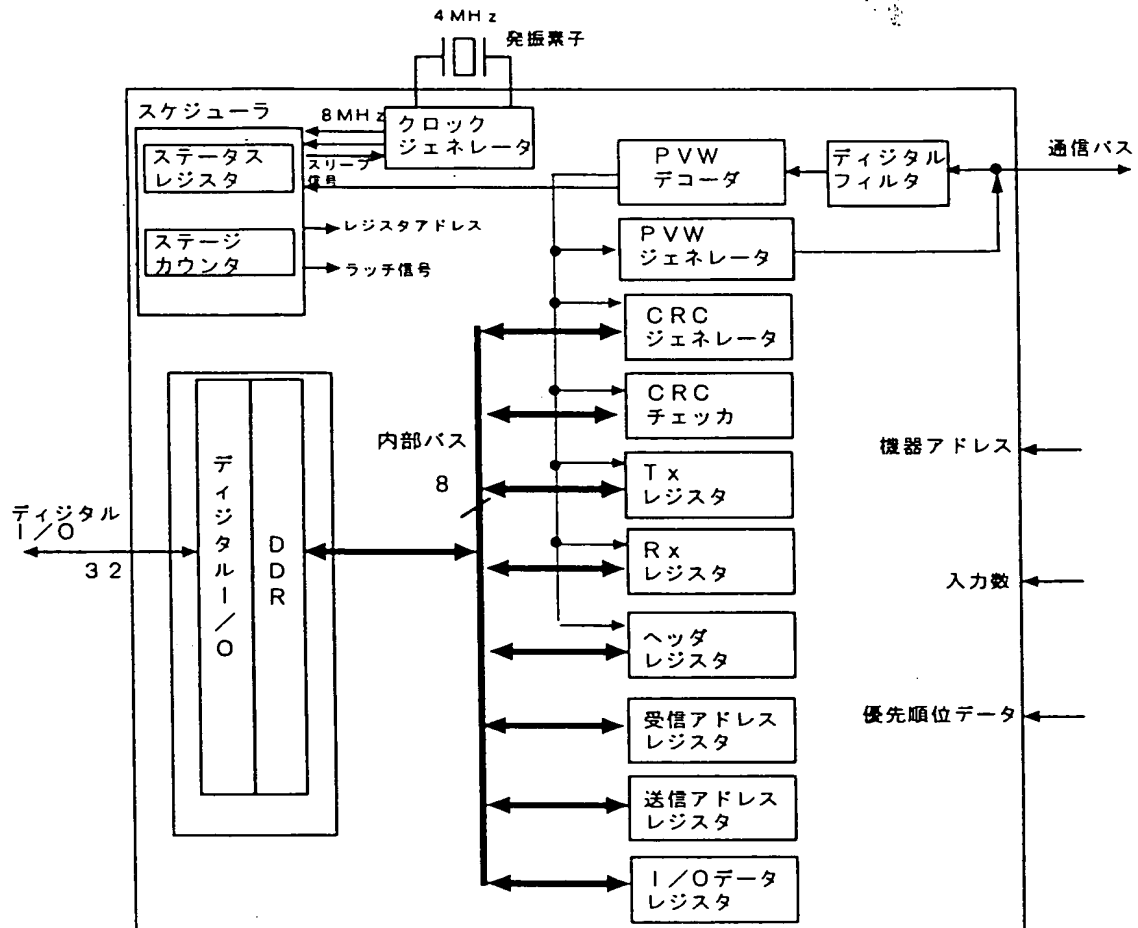 4MHz
発振素子
スケジューラ
8MHz
クロック
ジェネレータ
ステータス
レジスタ
スリープ
信号
PVW
デコーダ
ディジタル
フィルタ
通信バス
レジスタアドレス
ステージ
カウンタ
ラッチ信号
PVW
ジェネレータ
CRC
ジェネレータ
CRC
チェッカ
内部バス
8
機器アドレス
Tx
レジスタ
ディジタル
I/O
32
ディジタルI/O
DDR
Rx
レジスタ
入力数
ヘッダ
レジスタ
受信アドレス
レジスタ
優先順位データ
送信アドレス
レジスタ
I/Oデータ
レジスタ